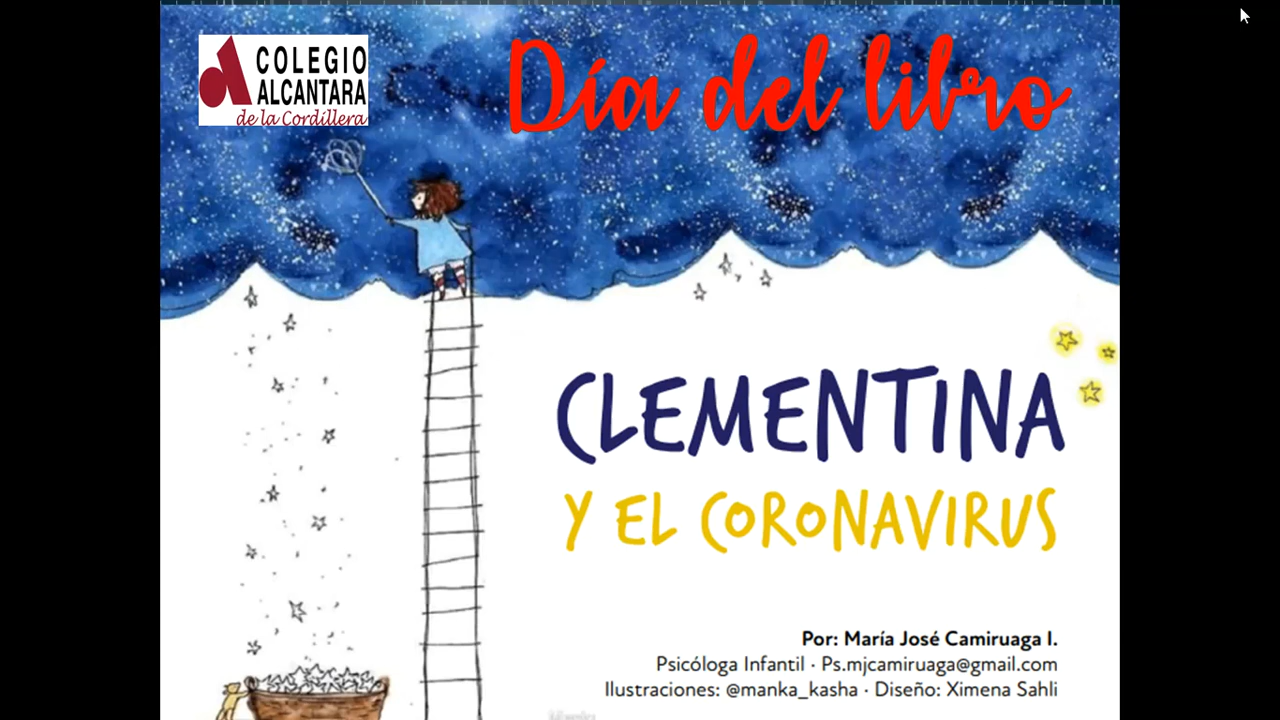 COLEGIO
ALCANTARA
de la Cordillera
Día del libro
CLEMENTINA
Y EL CORONAVIRUS
Por: María José Camiruaga I.
Psicóloga Infantil · Ps.mjcamiruaga@gmail.com
Ilustraciones: @manka_kasha · Diseño: Ximena Sahli